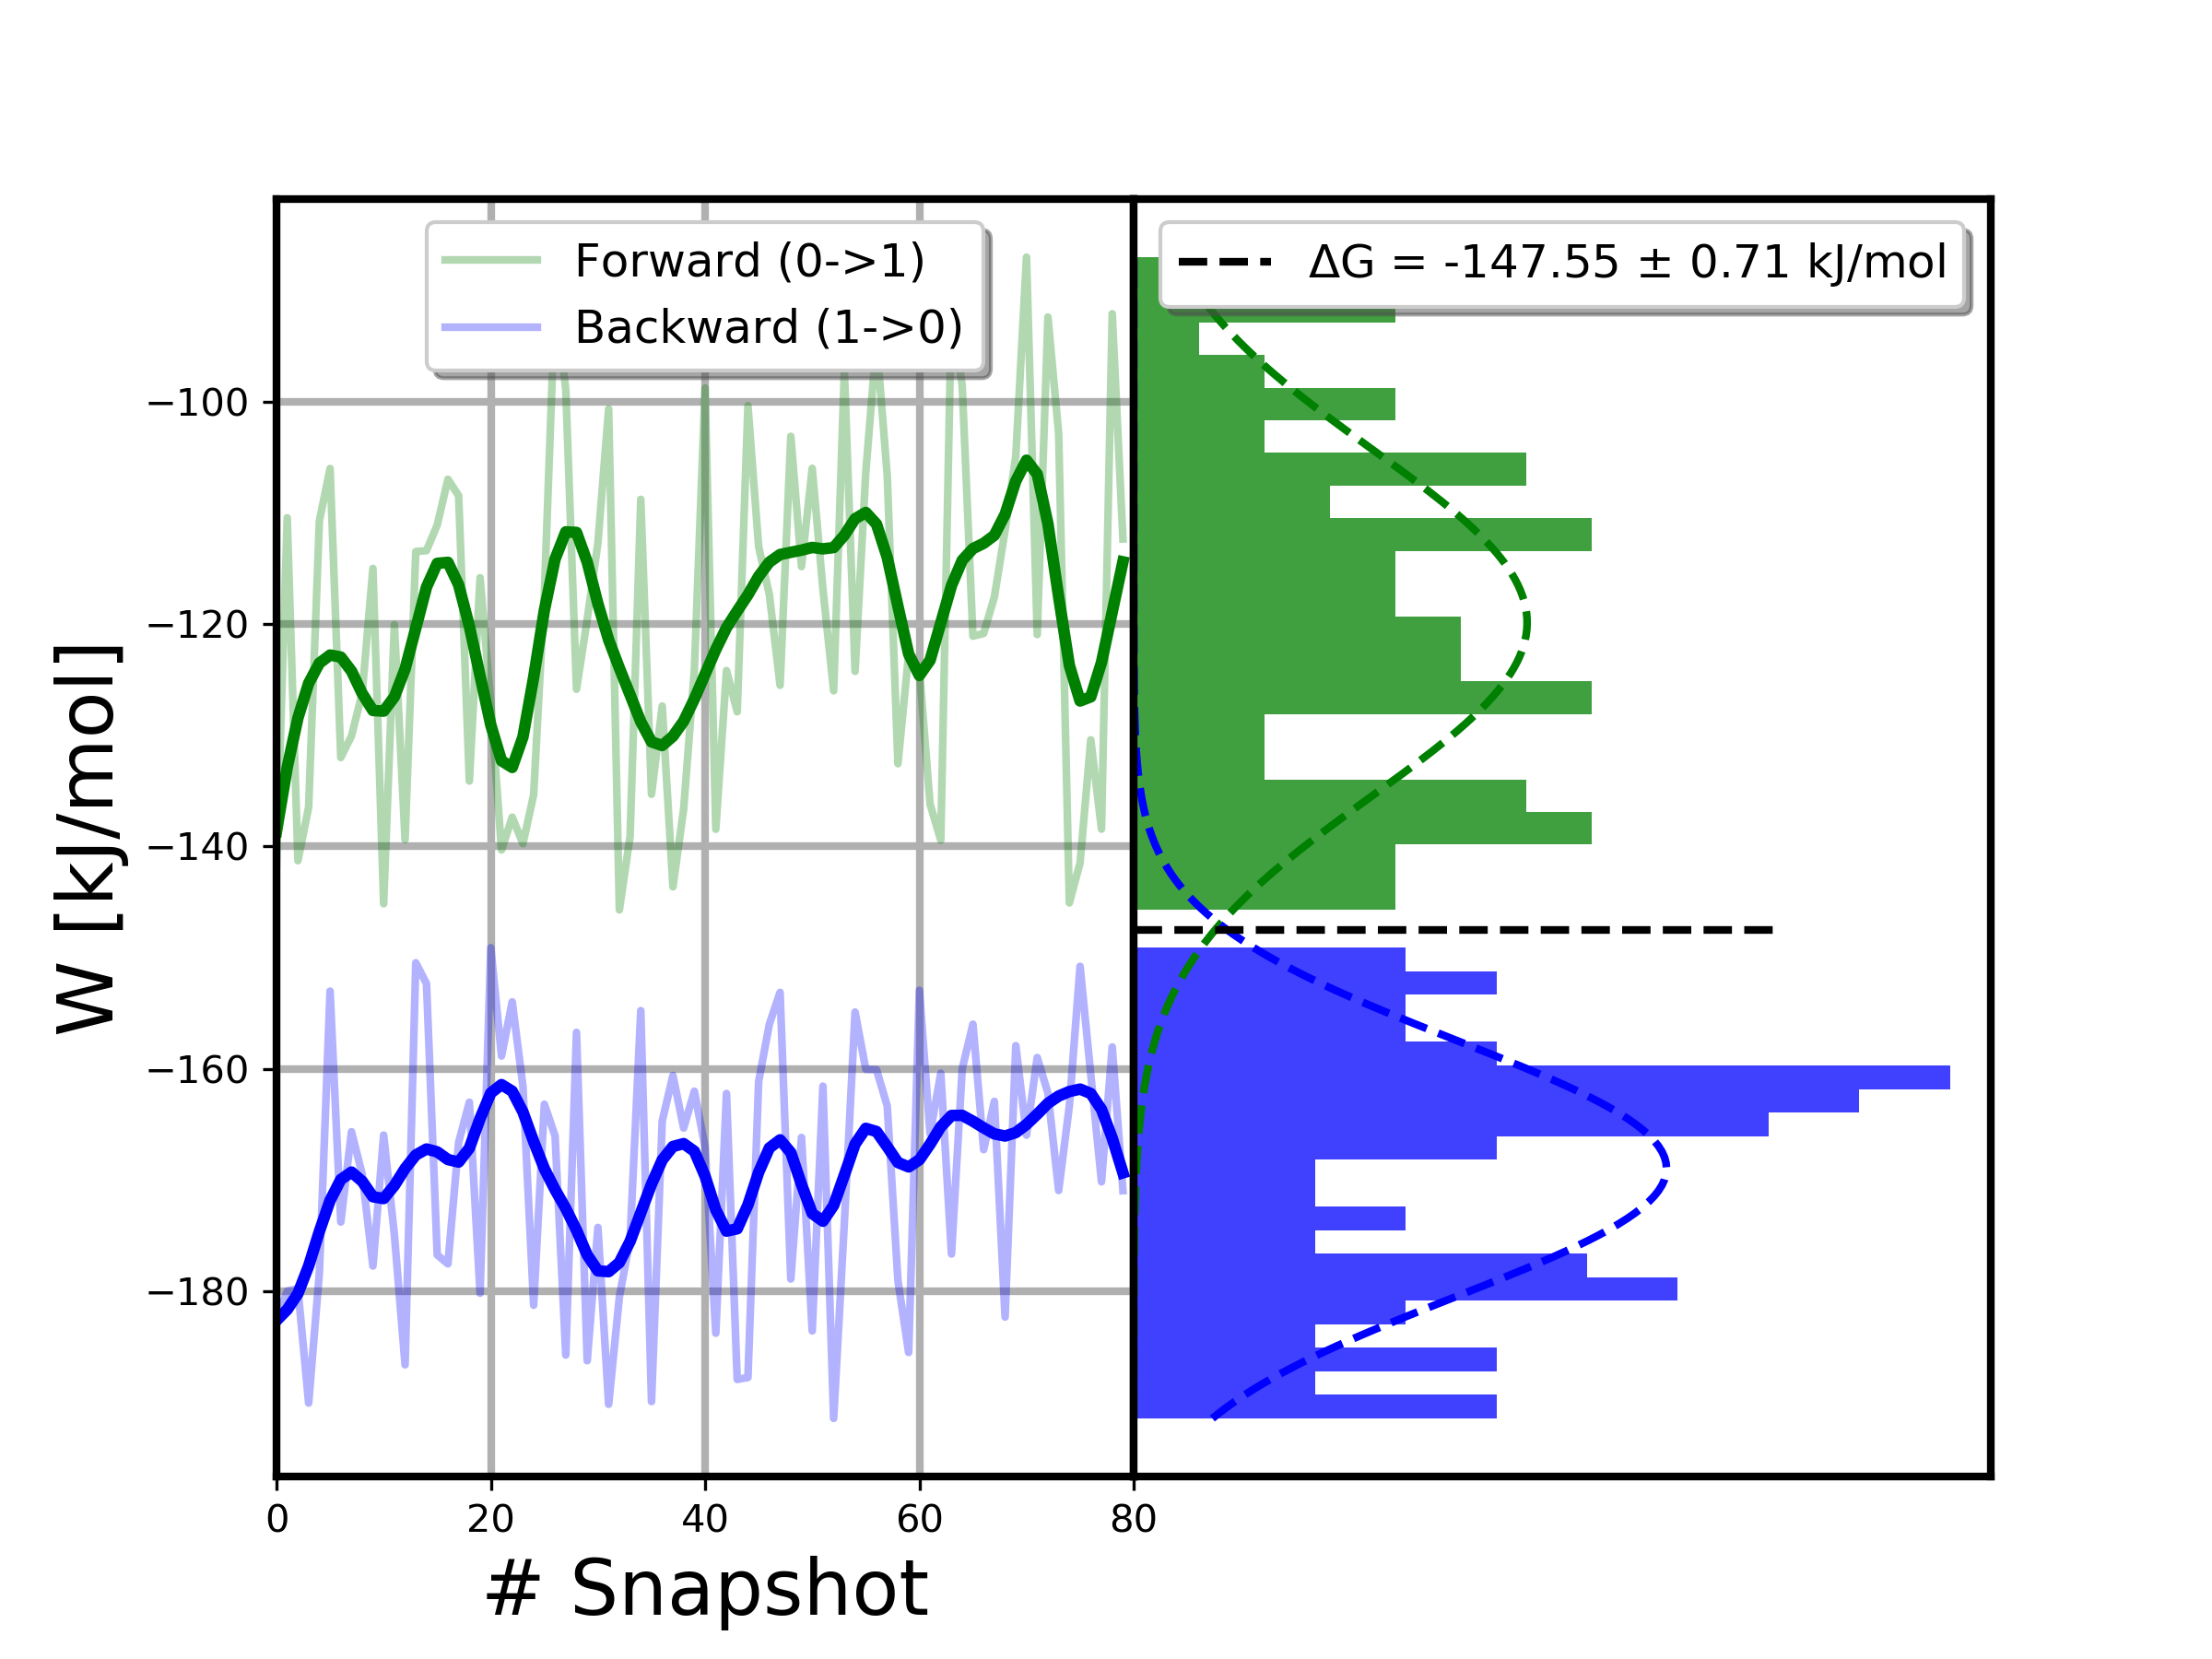 Forward (0->1)
Backward (1->0)
ΔG = -147.55 ± 0.71 kJ/mol
W [kJ/mol]
−100
−120
−140
−160
−180
0 20 40 60 80
# Snapshot